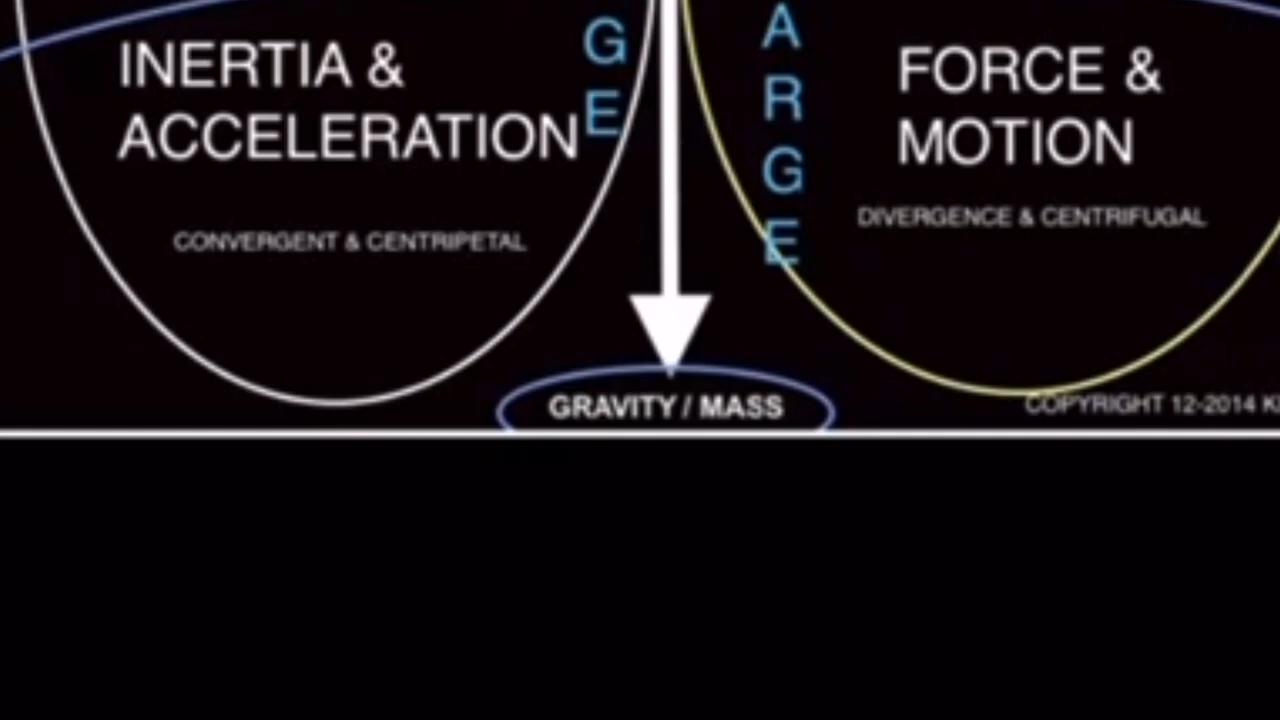 INERTIA &
ACCELERATION
CONVERGENT & CENTRIPETAL
G
E
A
R
G
E
FORCE &
MOTION
DIVERGENCE & CENTRIFUGAL
GRAVITY / MASS
COPYRIGHT 12-2014